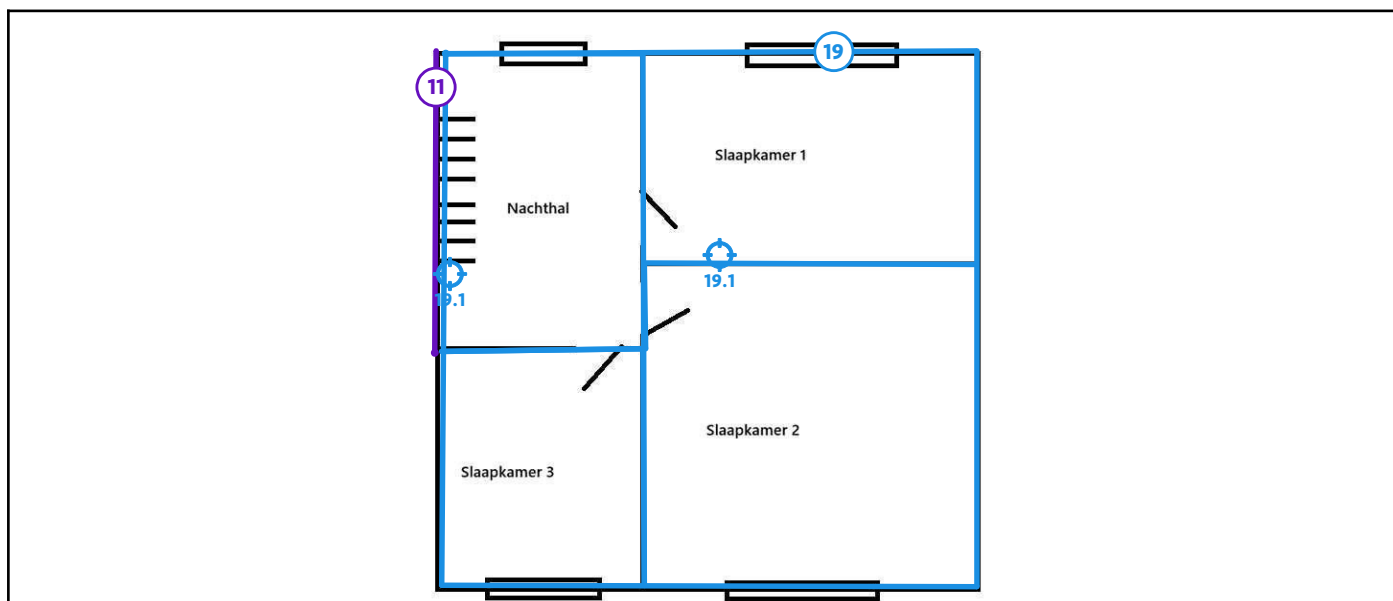 19
11
Slaapkamer 1
Nachthal
19.1
19.1
Slaapkamer 2
Slaapkamer 3